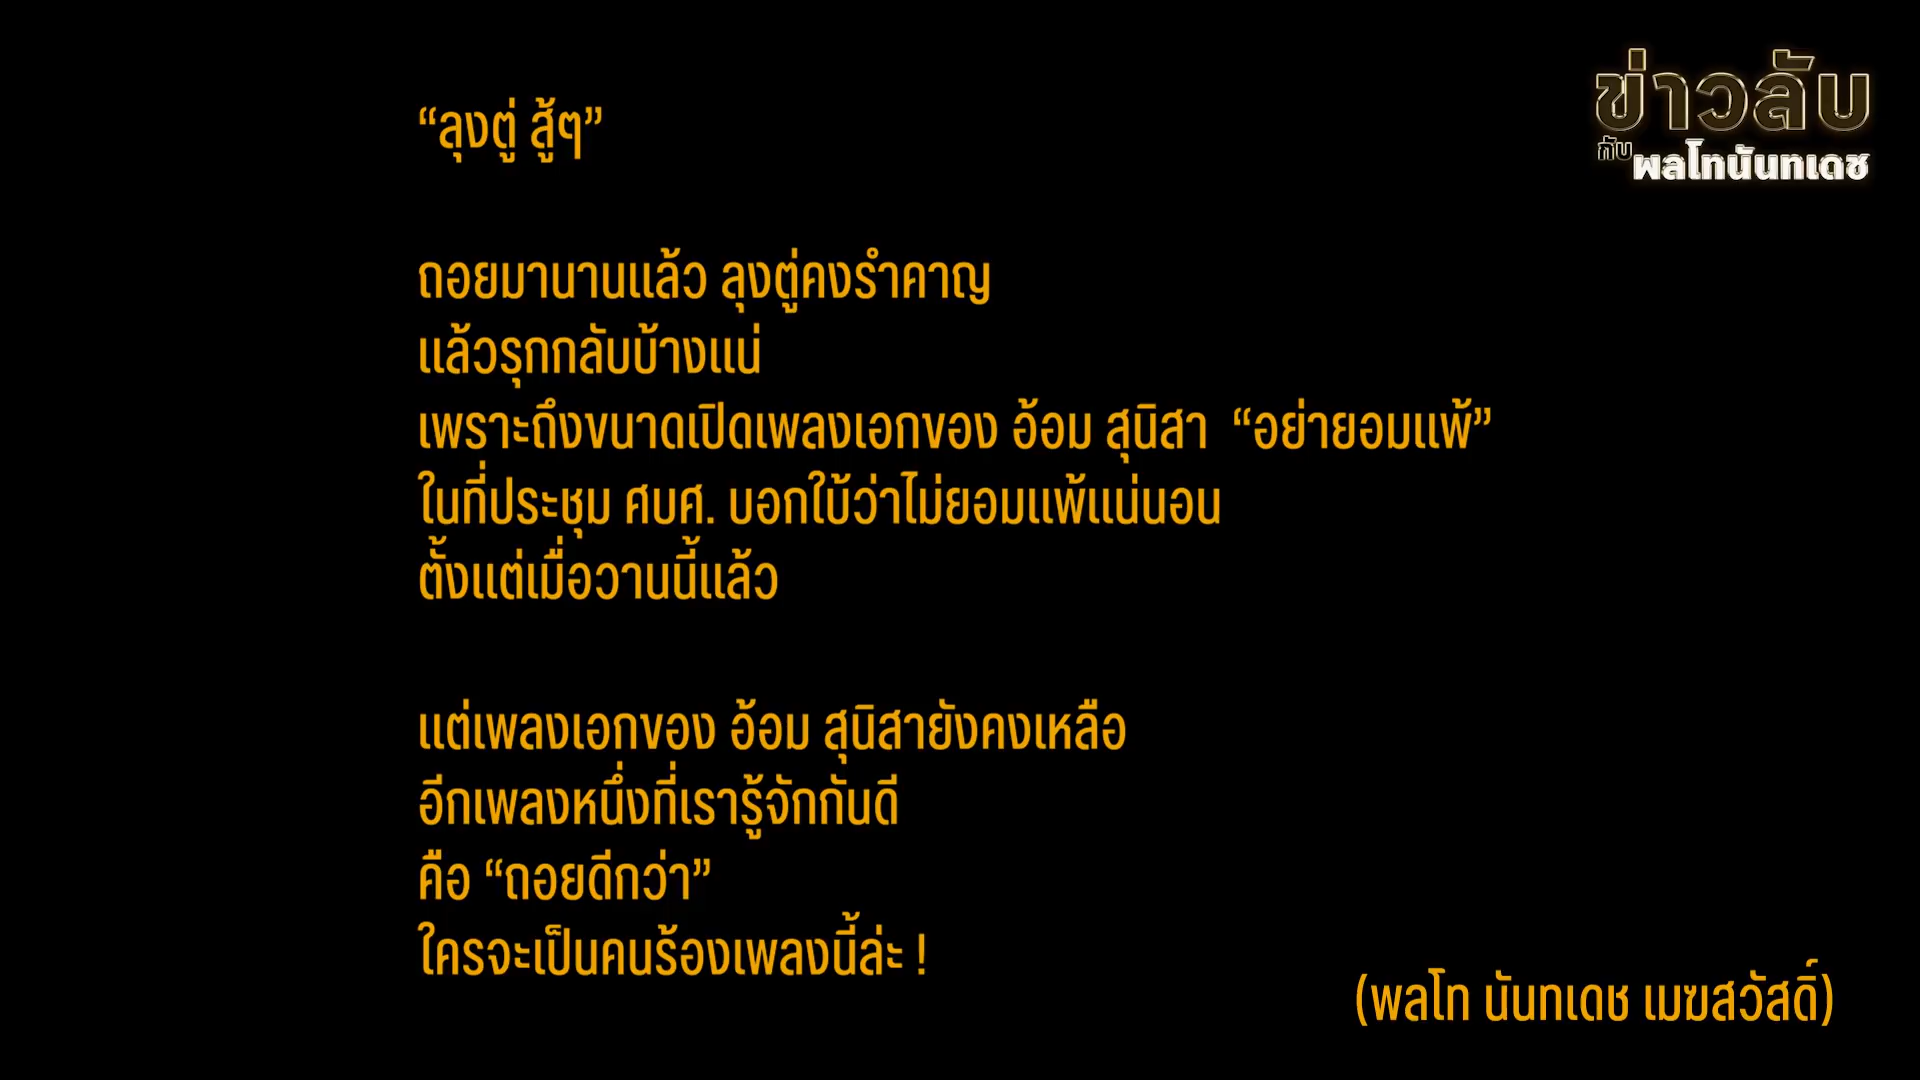 ข่าวลับ
กับ พลโทนันทเดช
“ลุงตู่ สู้ๆ”
ถอยมานานแล้ว ลุงตู่คงรำคาญ
แล้วรุกกลับบ้างแน่
เพราะถึงขนาดเปิดเพลงเอกของ อ้อม สุนิสา “อย่ายอมแพ้”
ในที่ประชุม ศบศ. บอกใบ้ว่าไม่ยอมแพ้แน่นอน
ตั้งแต่เมื่อวานนี้แล้ว
แต่เพลงเอกของ อ้อม สุนิสายังคงเหลือ
อีกเพลงหนึ่งที่เรารู้จักกันดี
คือ “ถอยดีกว่า”
ใครจะเป็นคนร้องเพลงนี้ล่ะ !
(พลโท นันทเดช เมฆสวัสดิ์)